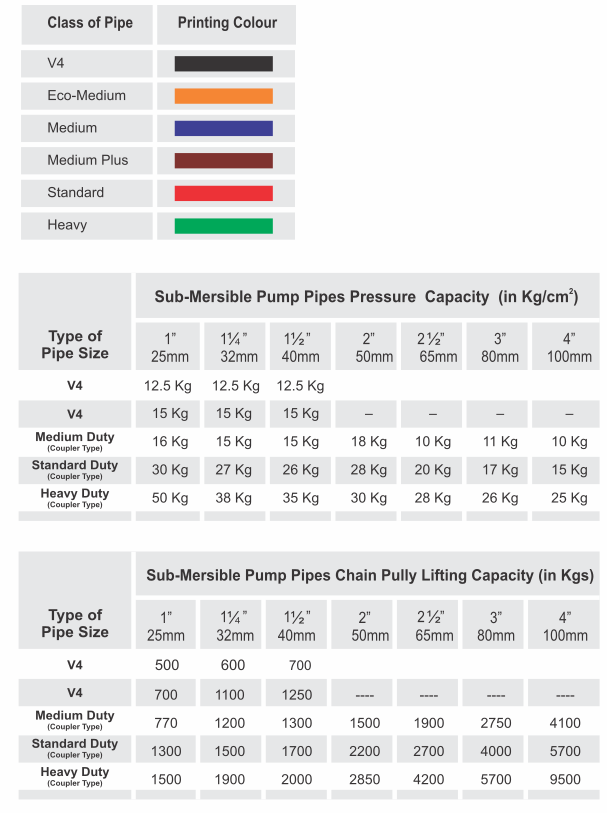 Class of Pipe Printing Colour
V4
Eco-Medium
Medium
Medium Plus
Standard
Heavy
Sub-Mersible Pump Pipes Pressure Capacity (in Kg/cm²)
Type of Pipe Size
1” 1¼ ” 1½ ” 2” 2 ½” 3” 4”
25mm 32mm 40mm 50mm 65mm 80mm 100mm
V4 12.5 Kg 12.5 Kg 12.5 Kg
V4 15 Kg 15 Kg 15 Kg – – – –
Medium Duty 16 Kg 15 Kg 15 Kg 18 Kg 10 Kg 11 Kg 10 Kg
(Coupler Type)
Standard Duty 30 Kg 27 Kg 26 Kg 28 Kg 20 Kg 17 Kg 15 Kg
(Coupler Type)
Heavy Duty 50 Kg 38 Kg 35 Kg 30 Kg 28 Kg 26 Kg 25 Kg
(Coupler Type)
Sub-Mersible Pump Pipes Chain Pully Lifting Capacity (in Kgs)
Type of Pipe Size
1” 1¼ ” 1½ ” 2” 2 ½” 3” 4”
25mm 32mm 40mm 50mm 65mm 80mm 100mm
V4 500 600 700
V4 700 1100 1250 ---- ---- ---- ----
Medium Duty 770 1200 1300 1500 1900 2750 4100
(Coupler Type)
Standard Duty 1300 1500 1700 2200 2700 4000 5700
(Coupler Type)
Heavy Duty 1500 1900 2000 2850 4200 5700 9500
(Coupler Type)